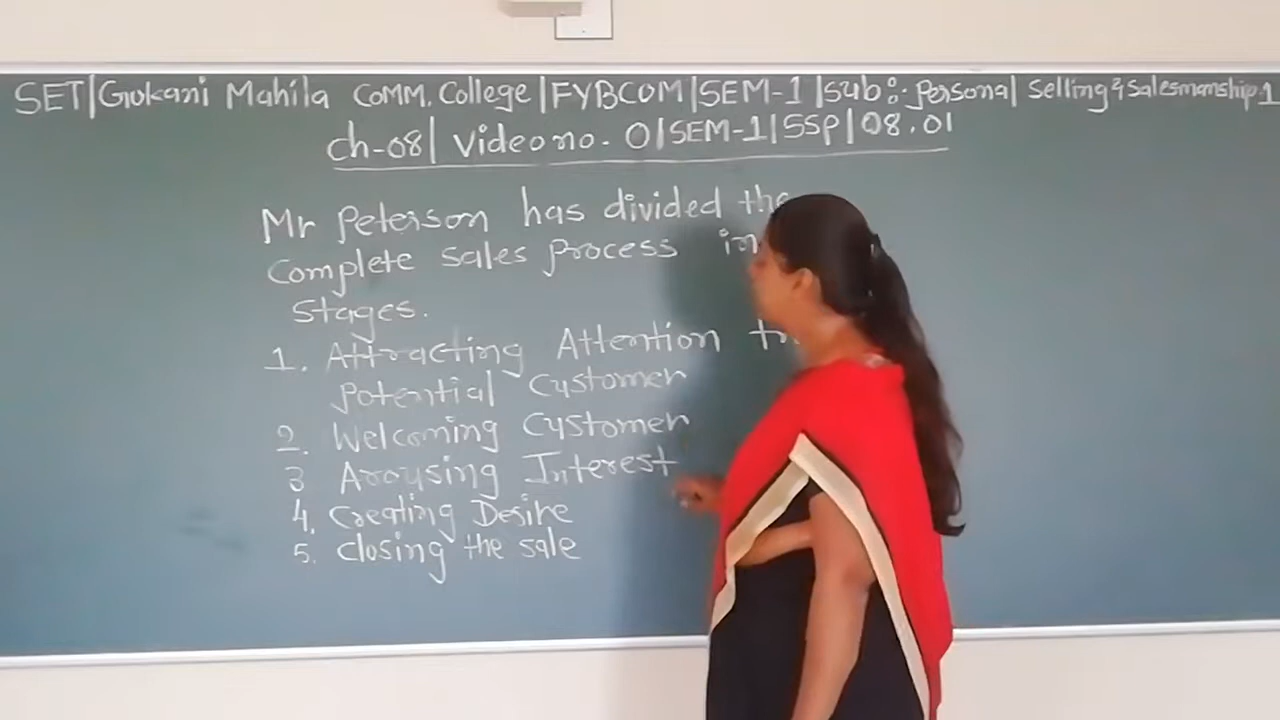 SET|Gokani Mahila COMM. College|FYBCOM|SEM-1|Sub:· Personal Selling & Salesmanship 1
ch-08| Video no. 01|SEM-1|SSP|08.01
Mr Peterson has divided the
Complete sales process in
stages.
1. Attracting Attention
potential Customer
2. Welcoming Customer
3 Arousing Interest
4. Creating Desire
5. Closing the sale